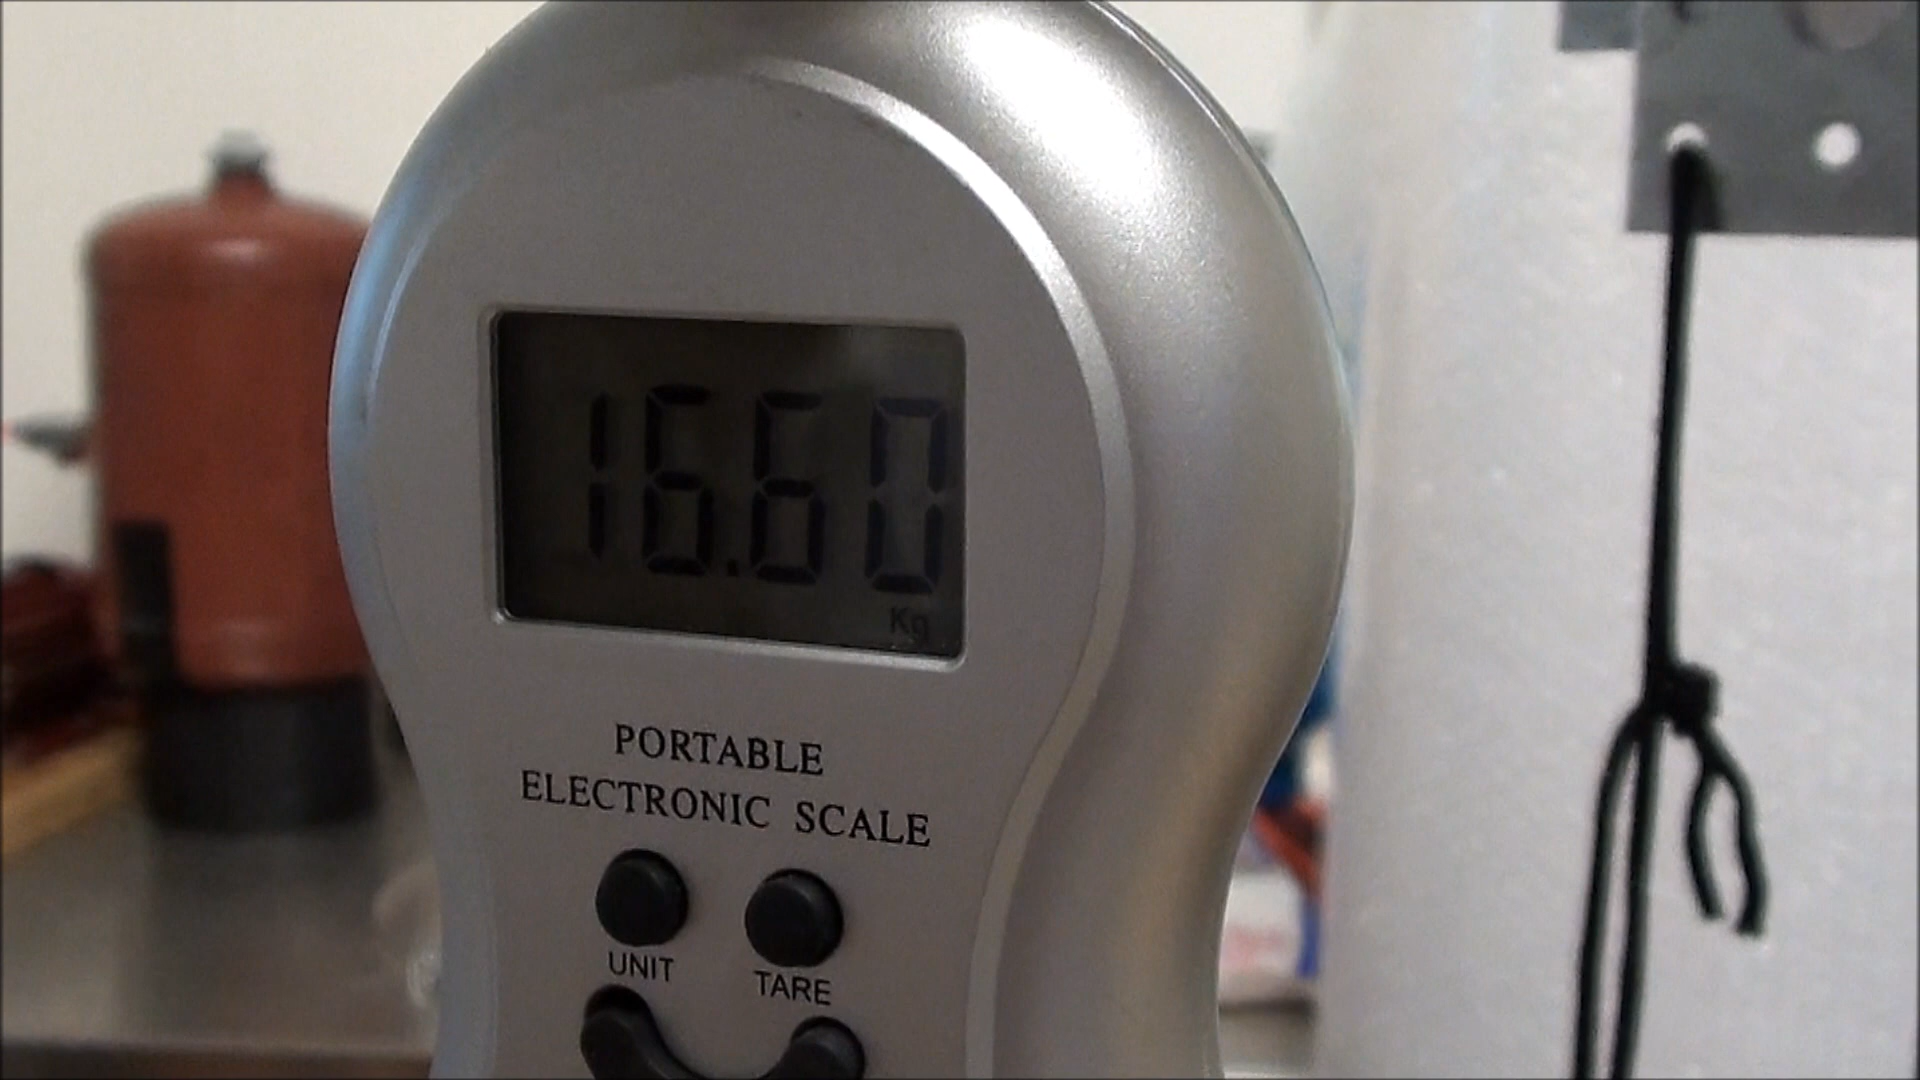 16.60
Kg
PORTABLE
ELECTRONIC SCALE
UNIT
TARE